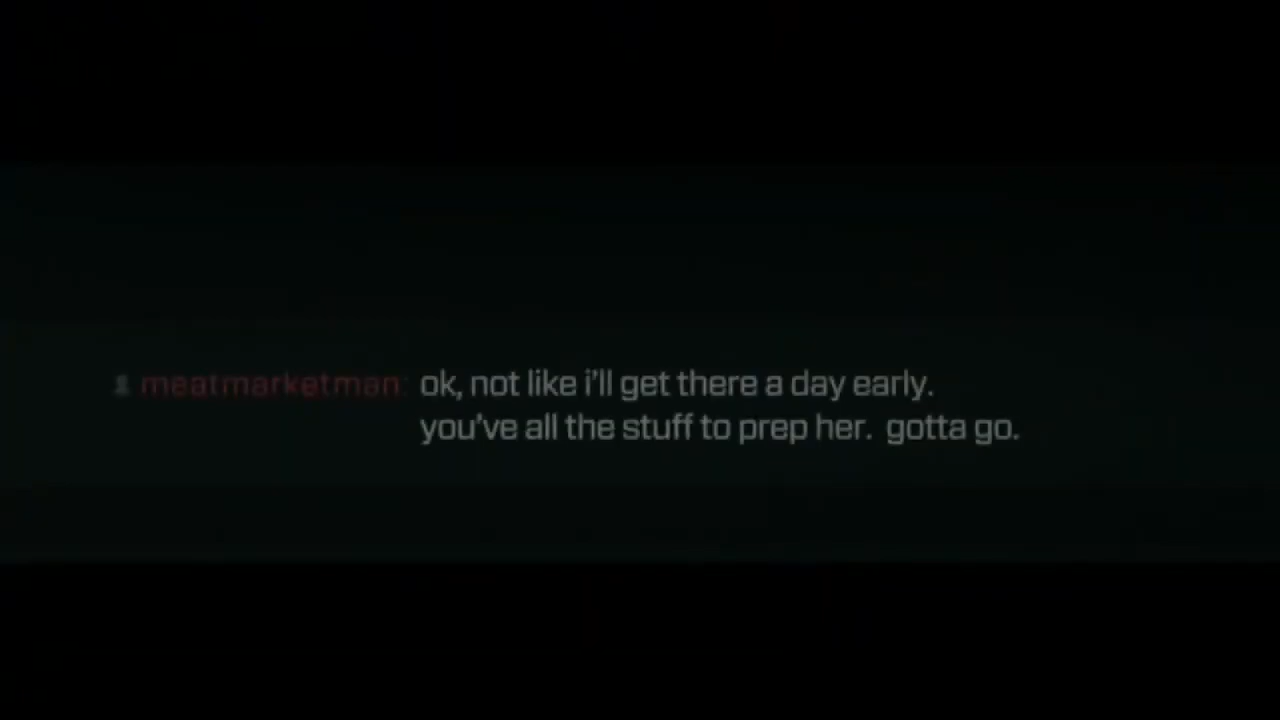 meatmarketman: ok, not like i'll get there a day early.
you've all the stuff to prep her. gotta go.